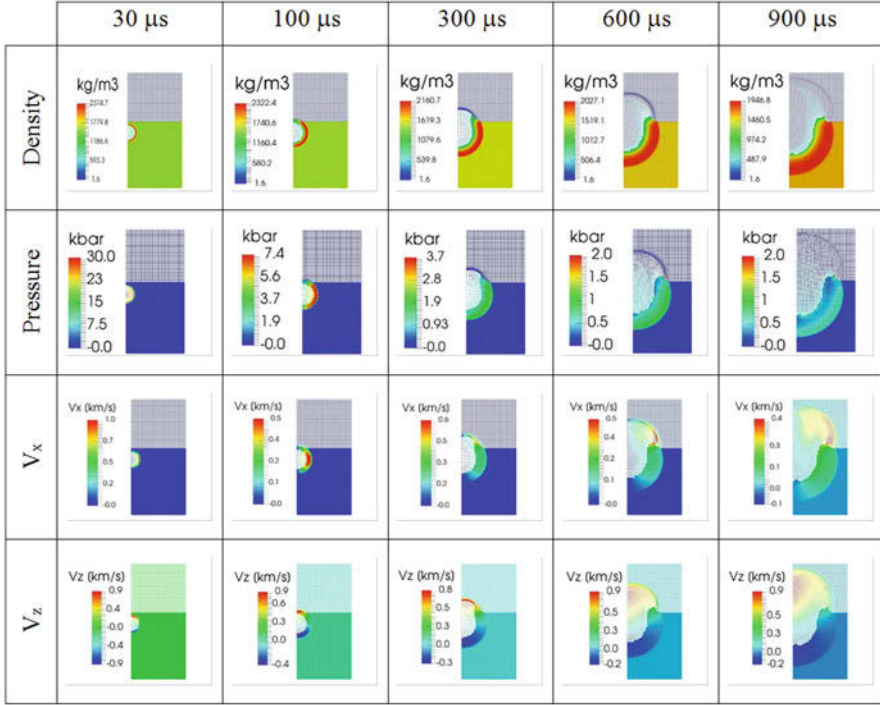 30 µs 100 µs 300 µs 600 µs 900 µs
Density
kg/m3 kg/m3 kg/m3 kg/m3 kg/m3
2374.7 2322.4 2160.7 2027.1 1946.8
1779.8 1740.6 1619.1 1519.1 1460.5
1186.6 1160.4 1079.6 1012.7 974.2
593.3 580.2 539.8 506.4 487.9
1.6 1.6 1.6 1.6 1.6
Pressure
kbar kbar kbar kbar kbar
30.0 7.4 3.7 2.0 2.0
23 5.6 2.8 1.5 1.5
15 3.7 1.9 1 1
7.5 1.9 0.93 0.5 0.5
-0.0 -0.0 -0.0 -0.0 -0.0
Vx
Vx (km/s) Vx (km/s) Vx (km/s) Vx (km/s) Vx (km/s)
1.0 0.5 0.6 0.5 0.4
0.8 0.4 0.5 0.4 0.3
0.5 0.3 0.3 0.2 0.2
0.3 0.1 0.2 0.1 0.0
-0.0 -0.0 -0.0 -0.0 -0.1
Vz
Vz (km/s) Vz (km/s) Vz (km/s) Vz (km/s) Vz (km/s)
0.9 0.9 0.8 0.9 0.9
0.4 0.6 0.5 0.6 0.6
0.0 0.3 0.3 0.3 0.3
-0.4 0.0 0.0 0.0 0.0
-0.9 -0.4 -0.3 -0.2 -0.2